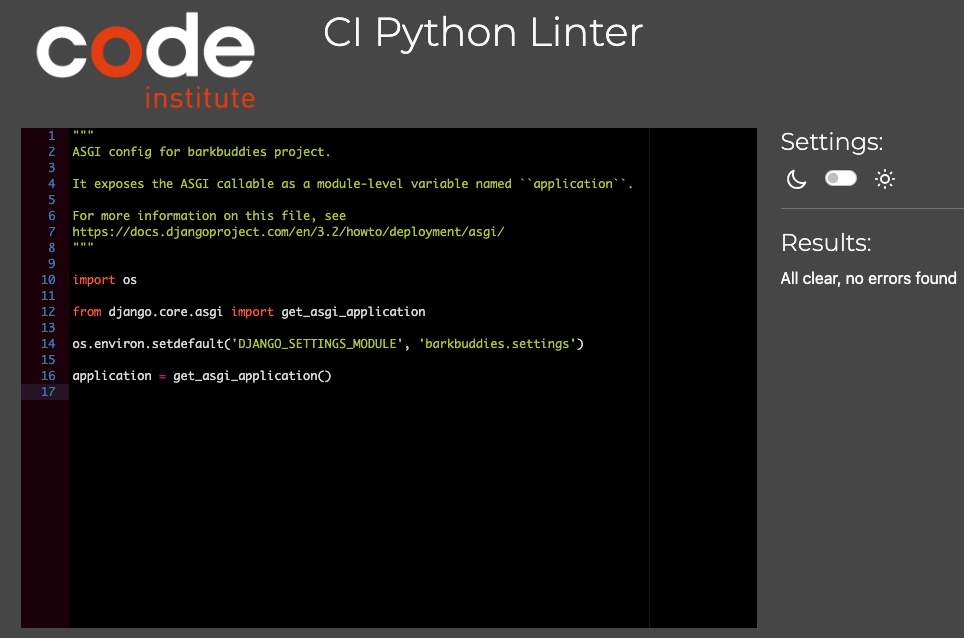 code
institute
CI Python Linter
1 """
2 ASGI config for barkbuddies project.
3
4 It exposes the ASGI callable as a module-level variable named ``application``.
5
6 For more information on this file, see
7 https://docs.djangoproject.com/en/3.2/howto/deployment/asgi/
8 """
9
10 import os
11
12 from django.core.asgi import get_asgi_application
13
14 os.environ.setdefault('DJANGO_SETTINGS_MODULE', 'barkbuddies.settings')
15
16 application = get_asgi_application()
17
Settings:
Results:
All clear, no errors found